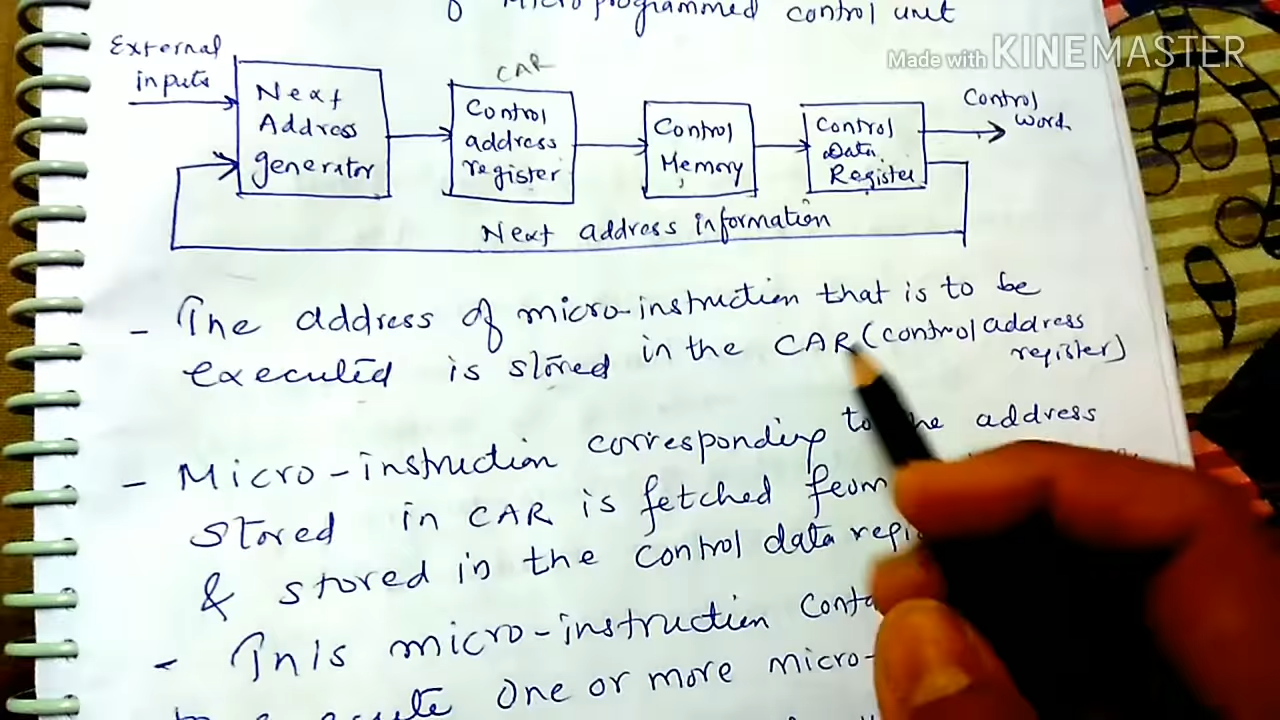 of Microprogrammed control unit
Made with KINEMASTER
External
inputs
Next
Address
generator
CAR
Control
address
register
Control
Memory
Control
Data
Register
Control
word
Next address information
- The address of micro-instruction that is to be
executed is stored in the CAR (control address
register)
- Micro-instruction corresponding to the address
stored in CAR is fetched from
& stored in the control data
- This micro-instruction
one or more micro-